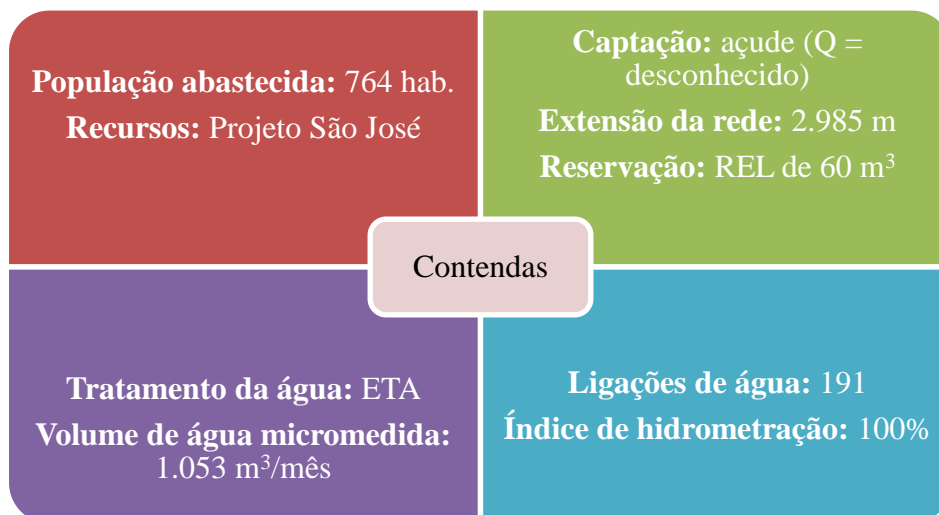 População abastecida: 764 hab.
Recursos: Projeto São José
Captação: açude (Q =
desconhecido)
Extensão da rede: 2.985 m
Reservação: REL de 60 m³
Contendas
Tratamento da água: ETA
Volume de água micromedida:
1.053 m³/mês
Ligações de água: 191
Índice de hidrometração: 100%